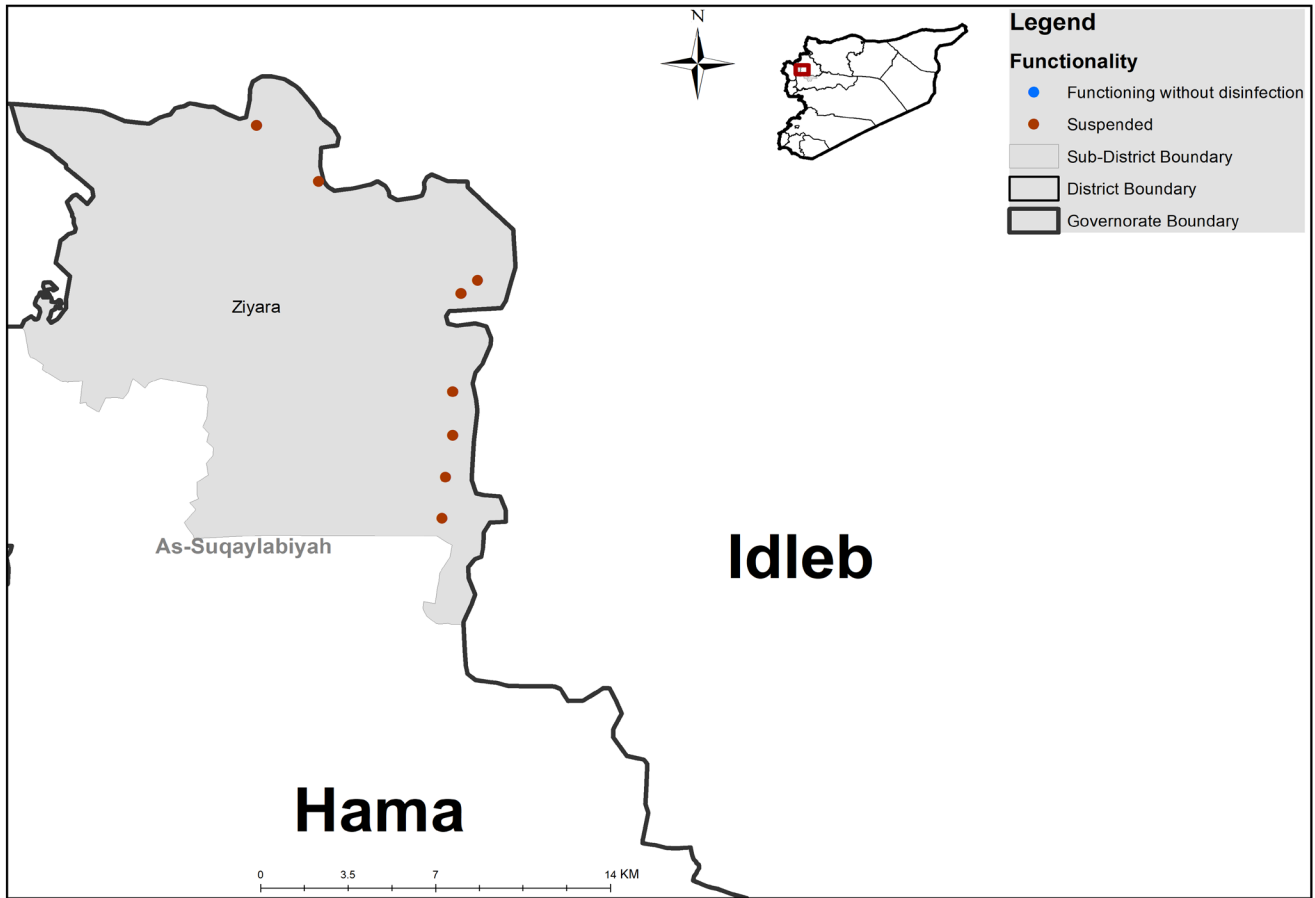 N
Legend
Functionality
Functioning without disinfection
Suspended
Sub-District Boundary
District Boundary
Governorate Boundary
Ziyara
As-Suqaylabiyah
Idleb
Hama
0 3.5 7 14 KM